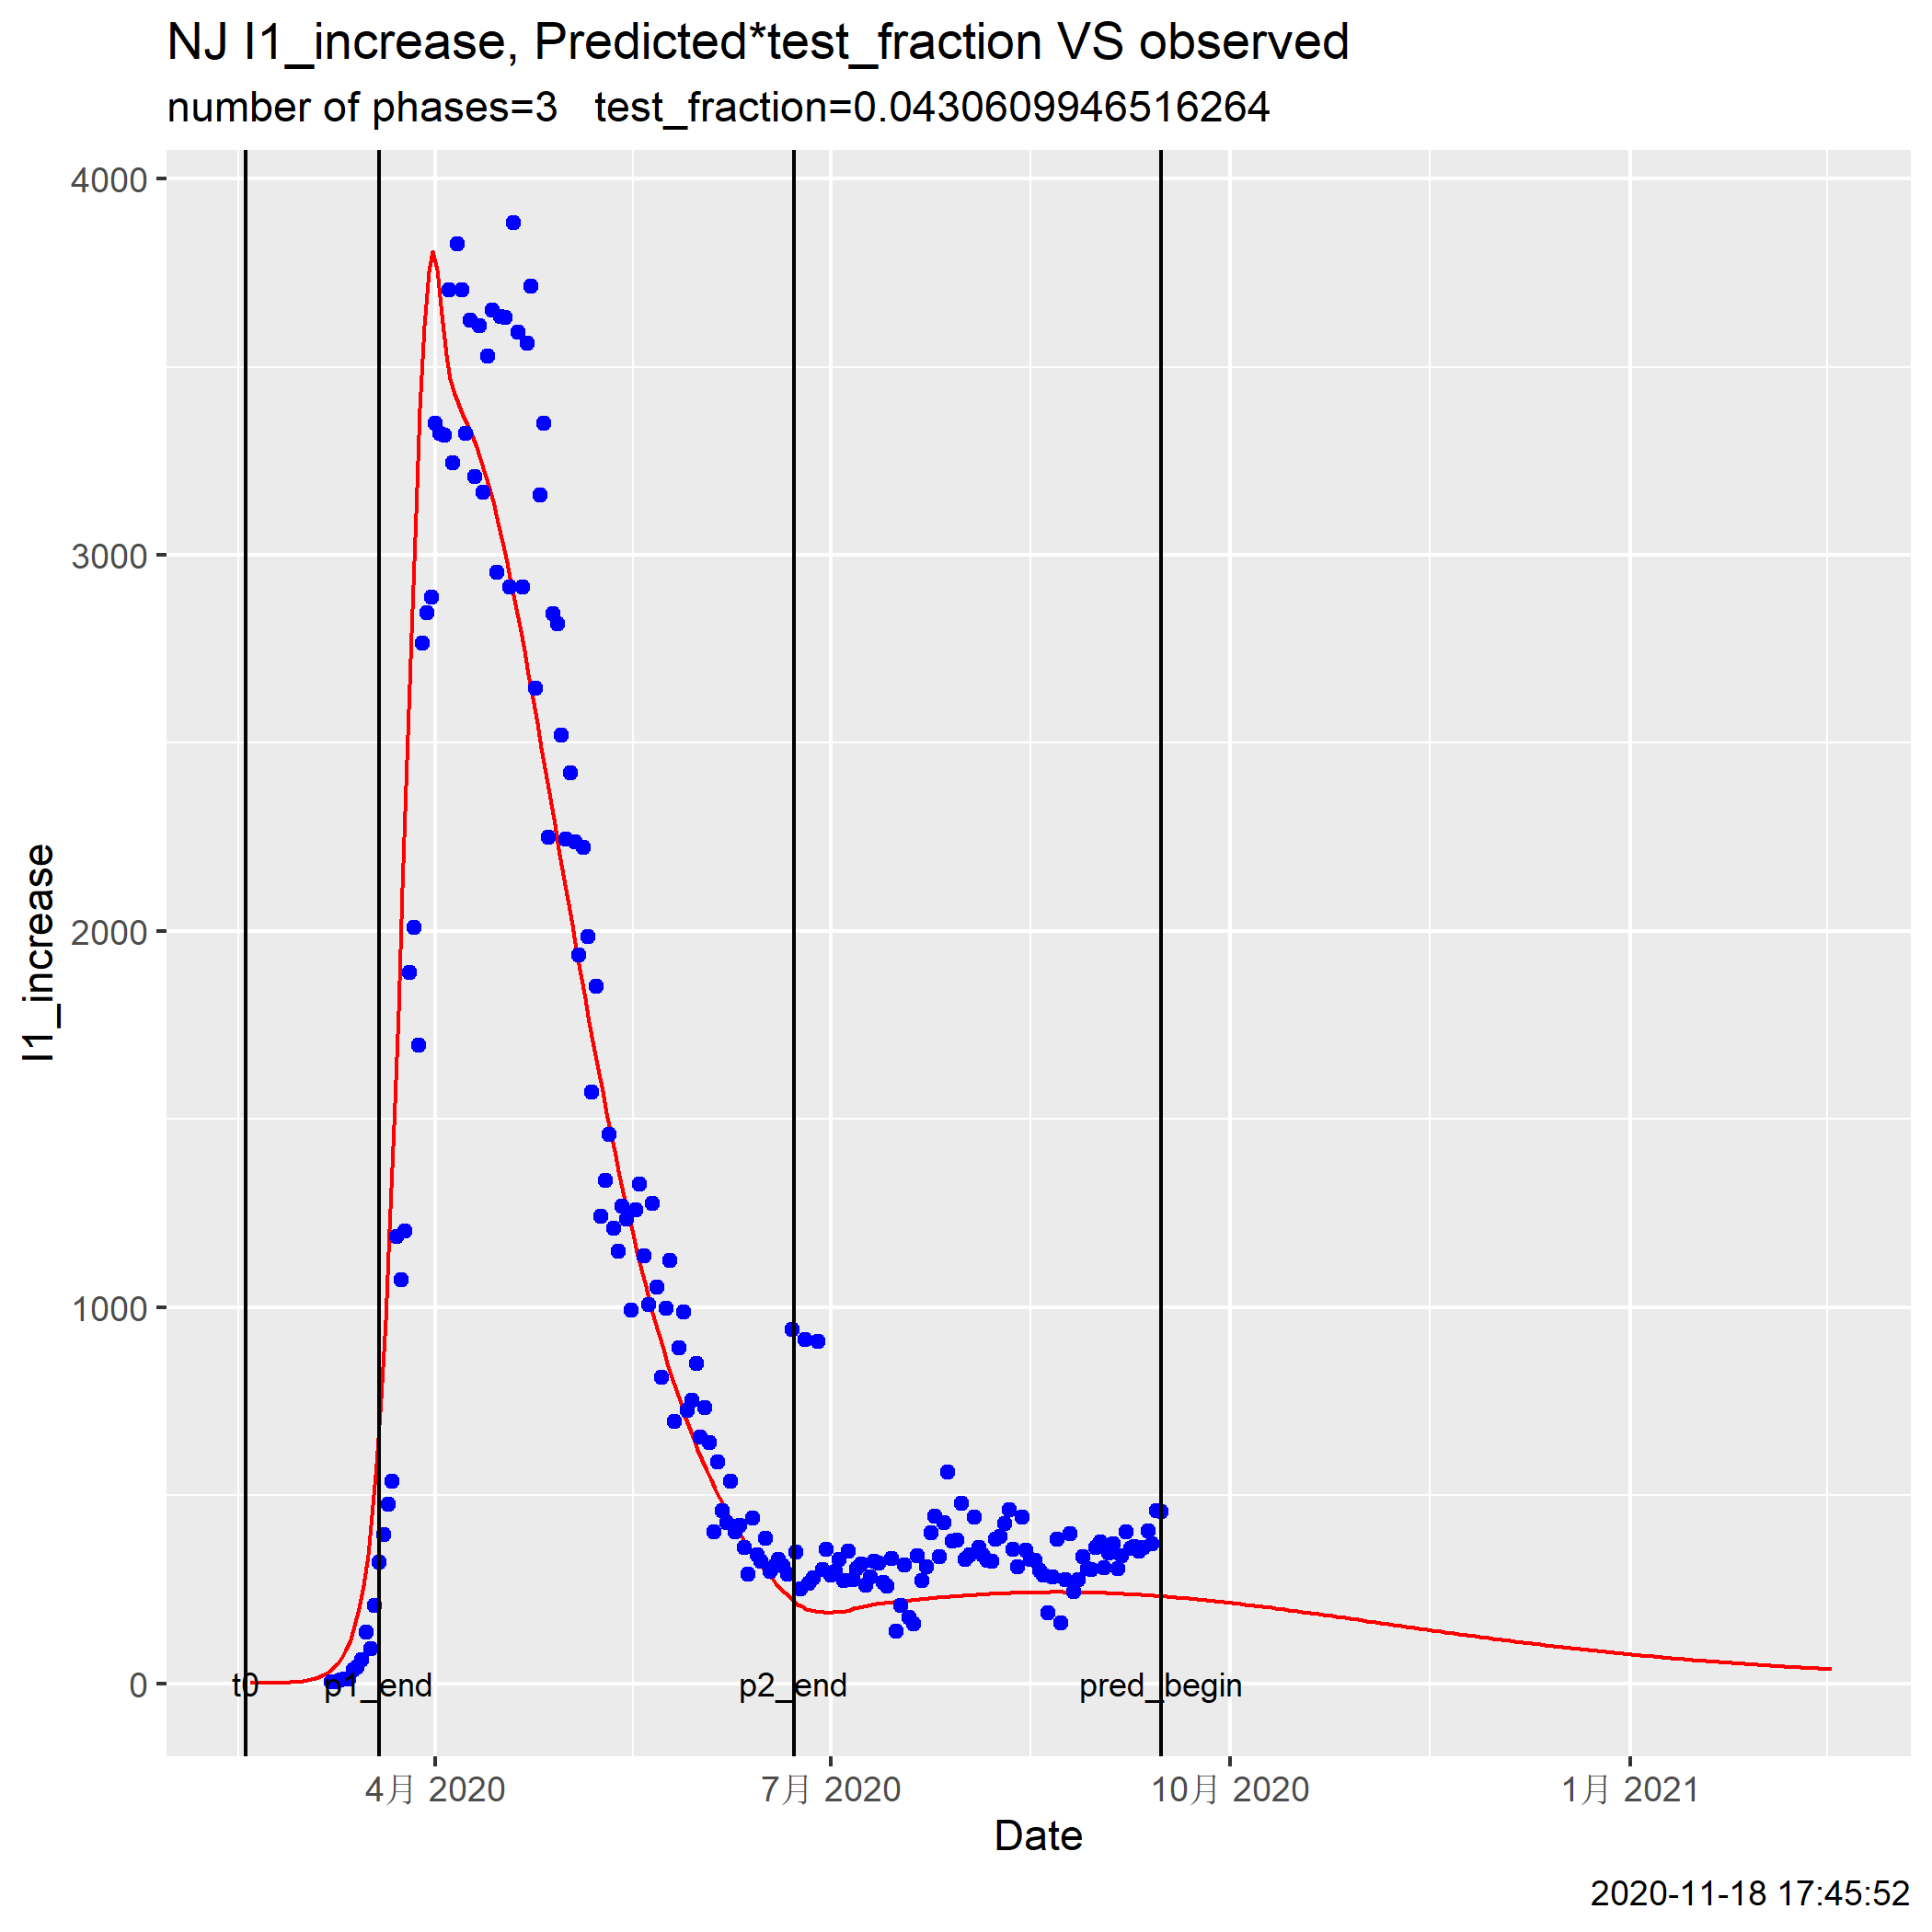 NJ I1_increase, Predicted*test_fraction VS observed
number of phases=3 test_fraction=0.0430609946516264
4000
3000
2000
1000
0
I1_increase
t0
p1_end
p2_end
pred_begin
4月 2020
7月 2020
10月 2020
1月 2021
Date
2020-11-18 17:45:52